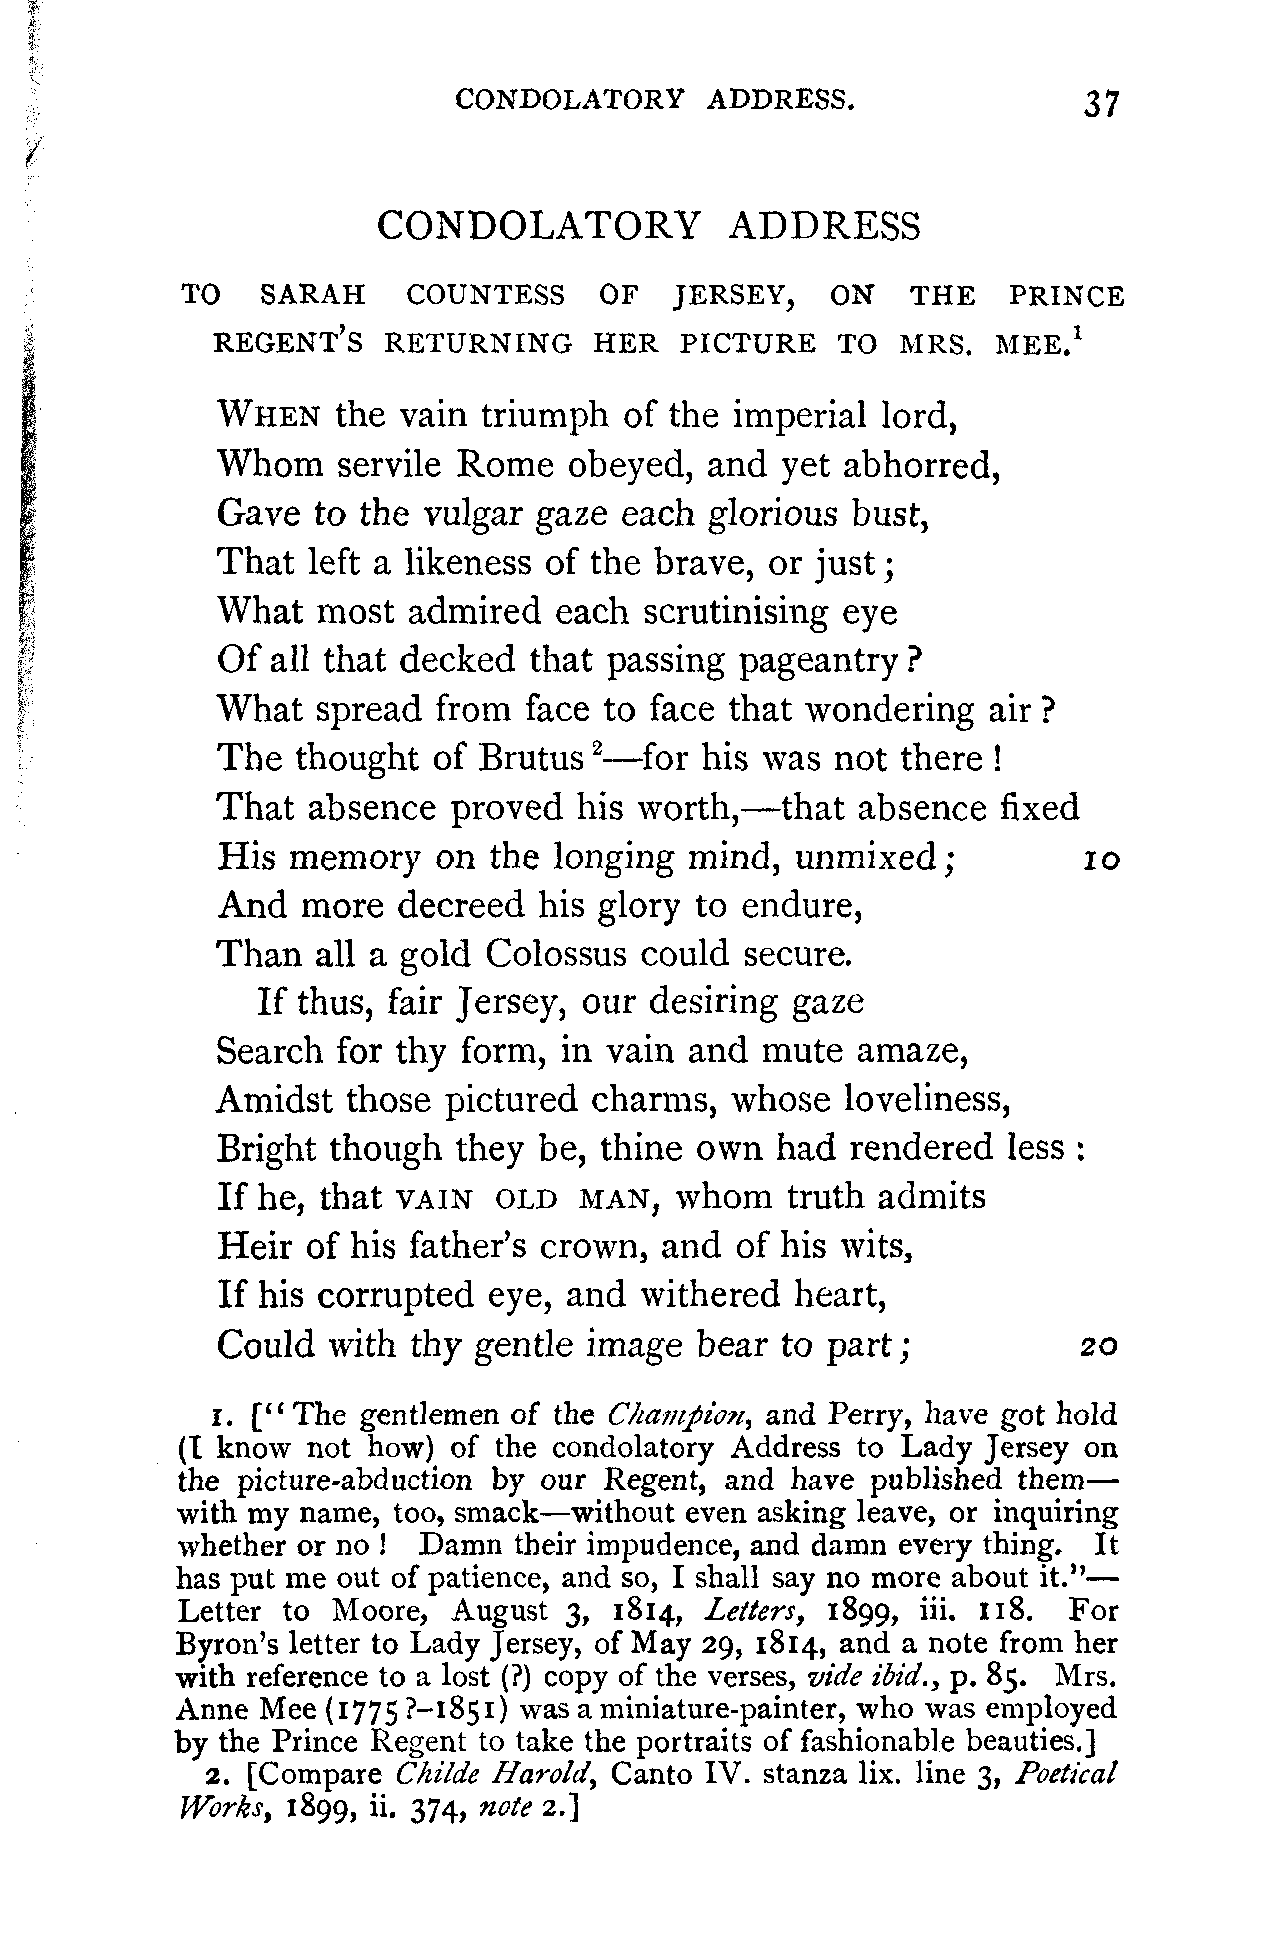 CONDOLATORY ADDRESS. 37
CONDOLATORY ADDRESS
TO SARAH COUNTESS OF JERSEY, ON THE PRINCE
REGENT'S RETURNING HER PICTURE TO MRS. MEE.¹
WHEN the vain triumph of the imperial lord,
Whom servile Rome obeyed, and yet abhorred,
Gave to the vulgar gaze each glorious bust,
That left a likeness of the brave, or just;
What most admired each scrutinising eye
Of all that decked that passing pageantry?
What spread from face to face that wondering air?
The thought of Brutus ²—for his was not there!
That absence proved his worth,—that absence fixed
His memory on the longing mind, unmixed; 10
And more decreed his glory to endure,
Than all a gold Colossus could secure.
If thus, fair Jersey, our desiring gaze
Search for thy form, in vain and mute amaze,
Amidst those pictured charms, whose loveliness,
Bright though they be, thine own had rendered less:
If he, that VAIN OLD MAN, whom truth admits
Heir of his father's crown, and of his wits,
If his corrupted eye, and withered heart,
Could with thy gentle image bear to part; 20
1. ["The gentlemen of the Champion, and Perry, have got hold
(I know not how) of the condolatory Address to Lady Jersey on
the picture-abduction by our Regent, and have published them—
with my name, too, smack—without even asking leave, or inquiring
whether or no! Damn their impudence, and damn every thing. It
has put me out of patience, and so, I shall say no more about it."—
Letter to Moore, August 3, 1814, Letters, 1899, iii. 118. For
Byron's letter to Lady Jersey, of May 29, 1814, and a note from her
with reference to a lost (?) copy of the verses, vide ibid., p. 85. Mrs.
Anne Mee (1775?–1851) was a miniature-painter, who was employed
by the Prince Regent to take the portraits of fashionable beauties.]
2. [Compare Childe Harold, Canto IV. stanza lix. line 3, Poetical
Works, 1899, ii. 374, note 2.]